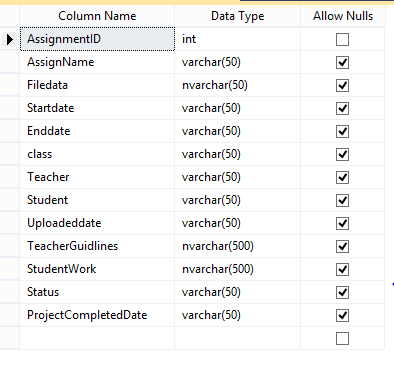 Column Name Data Type Allow Nulls
AssignmentID int
AssignName varchar(50)
Filedata nvarchar(50)
Startdate varchar(50)
Enddate varchar(50)
class varchar(50)
Teacher varchar(50)
Student varchar(50)
Uploadeddate varchar(50)
TeacherGuidlines nvarchar(500)
StudentWork nvarchar(500)
Status varchar(50)
ProjectCompletedDate varchar(50)